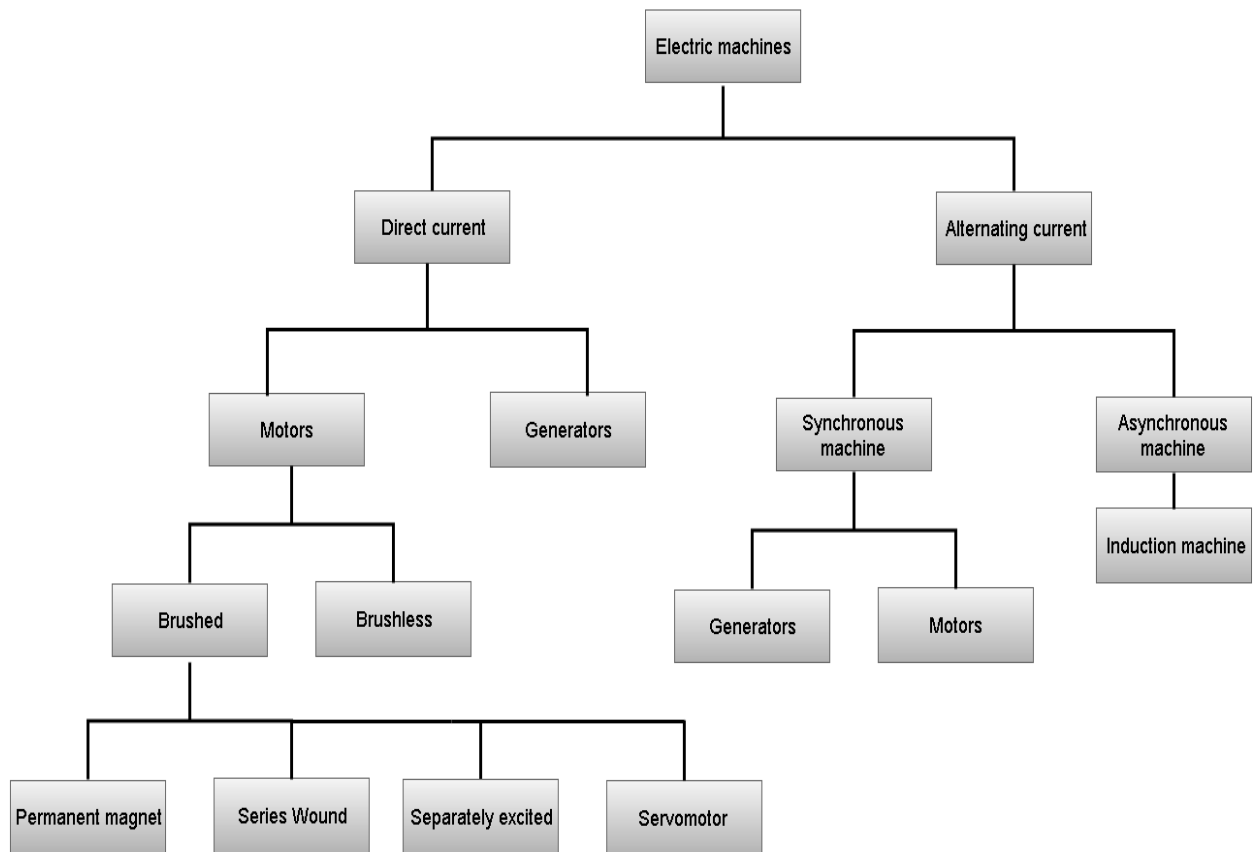 Electric machines
Direct current
Alternating current
Motors
Generators
Synchronous
machine
Asynchronous
machine
Induction machine
Brushed
Brushless
Generators
Motors
Permanent magnet
Series Wound
Separately excited
Servomotor